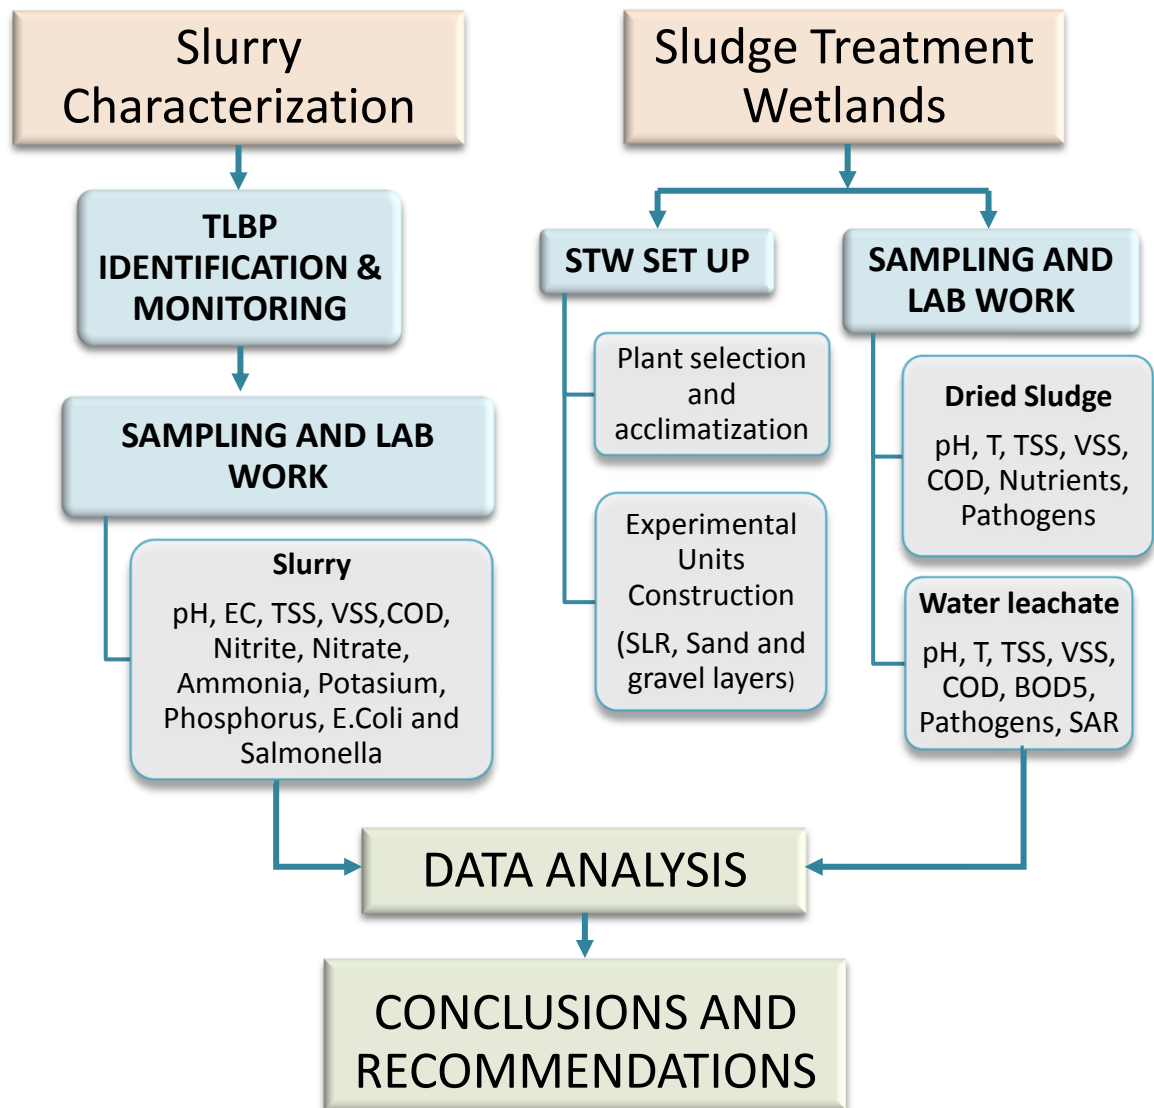 Slurry
Characterization
TLBP
IDENTIFICATION &
MONITORING
SAMPLING AND LAB
WORK
Slurry
pH, EC, TSS, VSS,COD,
Nitrite, Nitrate,
Ammonia, Potasium,
Phosphorus, E.Coli and
Salmonella
Sludge Treatment
Wetlands
STW SET UP
Plant selection
and
acclimatization
Experimental
Units
Construction
(SLR, Sand and
gravel layers)
SAMPLING AND
LAB WORK
Dried Sludge
pH, T, TSS, VSS,
COD, Nutrients,
Pathogens
Water leachate
pH, T, TSS, VSS,
COD, BOD5,
Pathogens, SAR
DATA ANALYSIS
CONCLUSIONS AND
RECOMMENDATIONS